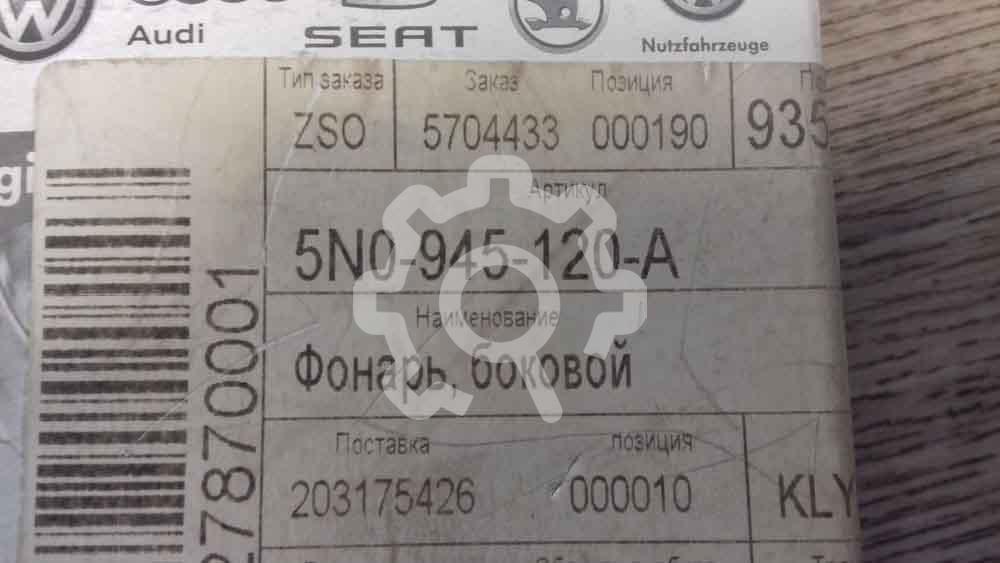 Audi SEAT Nutzfahrzeuge
Тип заказа Заказ Позиция
ZSO 5704433 000190 935
Артикул
5N0-945-120-A
Наименование
Фонарь, боковой
Поставка позиция
203175426 000010 KLY
27870001